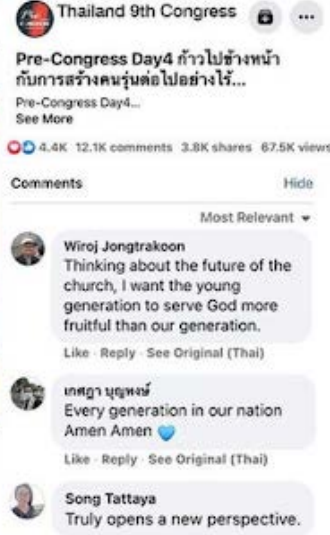 Thailand 9th Congress
Pre-Congress Day4 ก้าวไปข้างหน้า
กับการสร้างคนรุ่นต่อไปอย่างไร...
Pre-Congress Day4...
See More
4.4K 12.1K comments 3.8K shares 67.5K views
Comments Hide
Most Relevant
Wiroj Jongtrakoon
Thinking about the future of the
church, I want the young
generation to serve God more
fruitful than our generation.
Like · Reply · See Original (Thai)
เกศฎา บุญหงษ์
Every generation in our nation
Amen Amen 💙
Like · Reply · See Original (Thai)
Song Tattaya
Truly opens a new perspective.